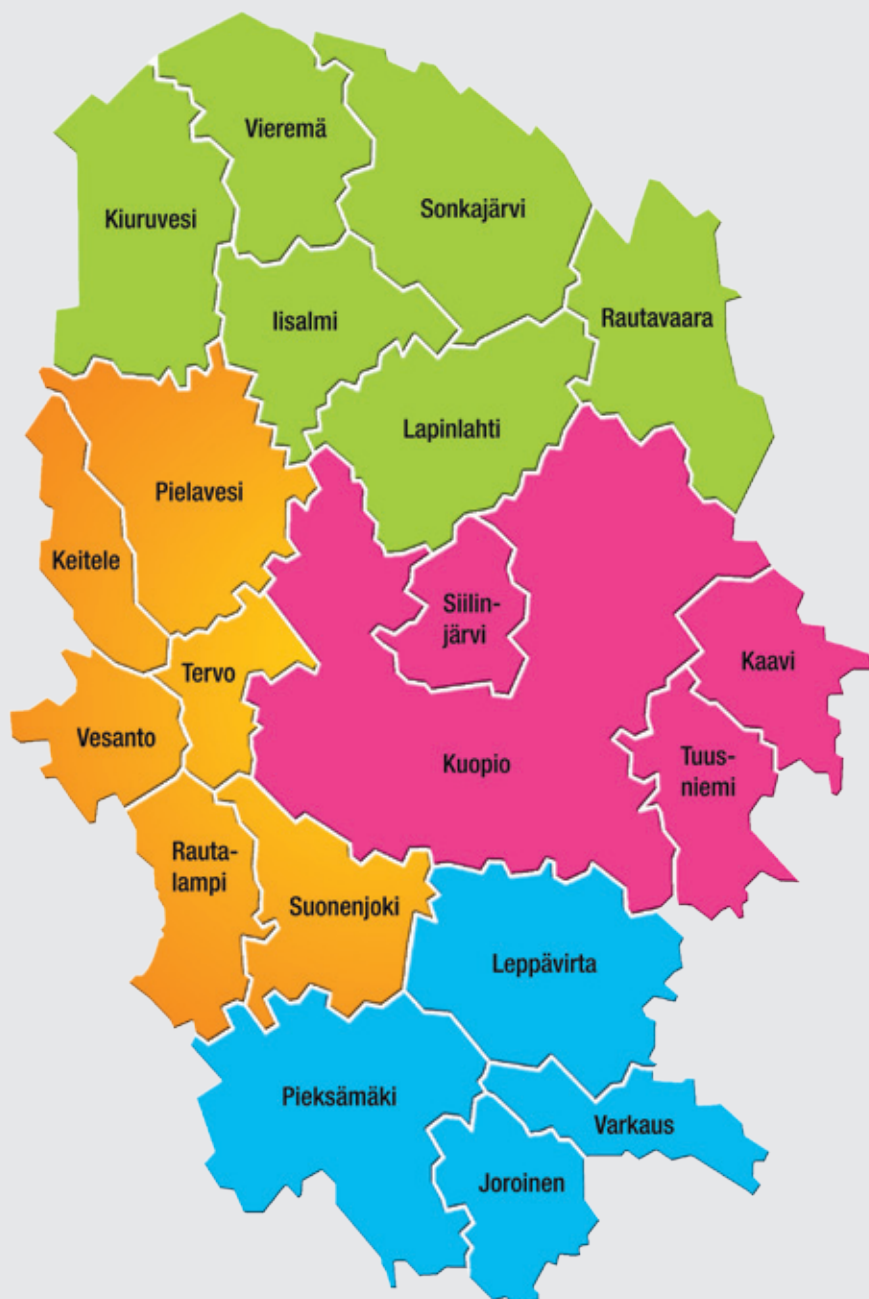 Vieremä
Kiuruvesi
Sonkajärvi
Iisalmi
Rautavaara
Lapinlahti
Pielavesi
Keitele
Siilin-
järvi
Kaavi
Tervo
Vesanto
Kuopio
Tuus-
niemi
Rauta-
lampi
Suonenjoki
Leppävirta
Pieksämäki
Varkaus
Joroinen